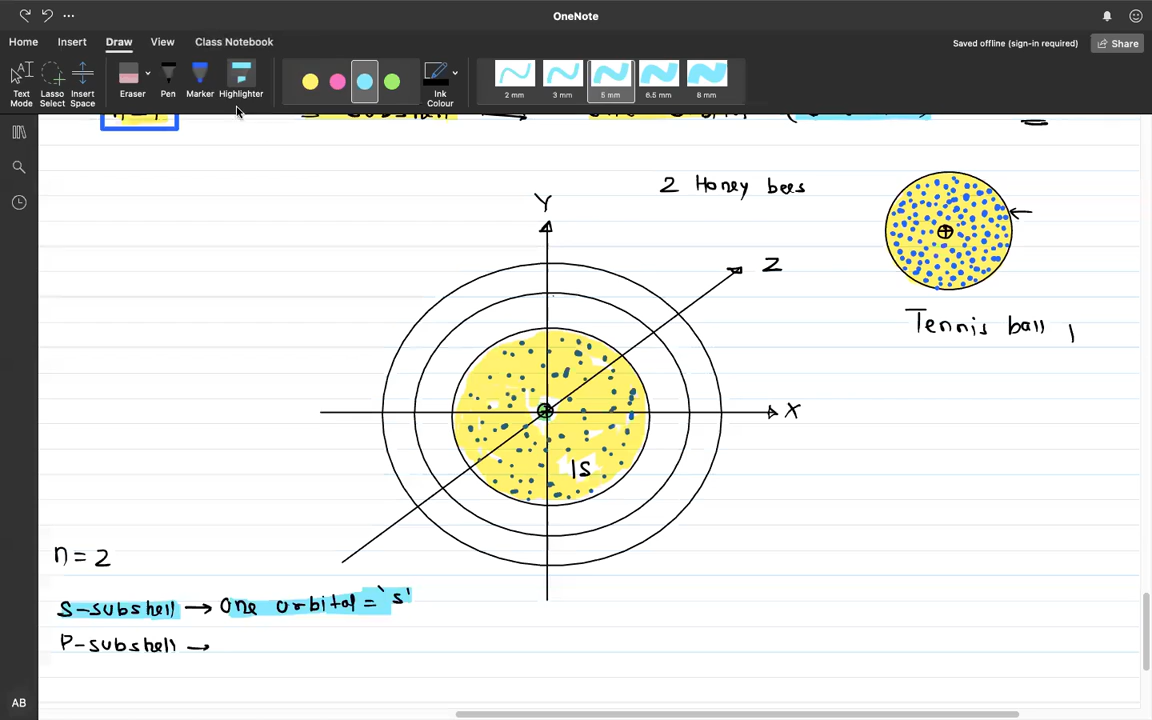 OneNote
Home Insert Draw View Class Notebook
Saved offline (sign-in required) Share
Text Mode Lasso Select Insert Space Eraser Pen Marker Highlighter Ink Colour 2 mm 3 mm 5 mm 6.5 mm 8 mm
2 Honey bees
Y
Z
Tennis ball
X
1S
n = 2
S-subshell → One orbital = 's'
P-subshell →
AB